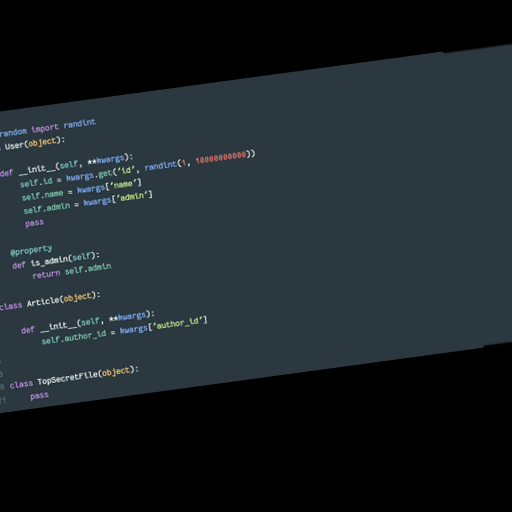 random import randint
User(object):
def __init__(self, **kwargs):
self.id = kwargs.get('id', randint(1, 10000000000))
self.name = kwargs['name']
self.admin = kwargs['admin']
pass
@property
def is_admin(self):
return self.admin
class Article(object):
def __init__(self, **kwargs):
self.author_id = kwargs['author_id']
class TopSecretFile(object):
21 pass